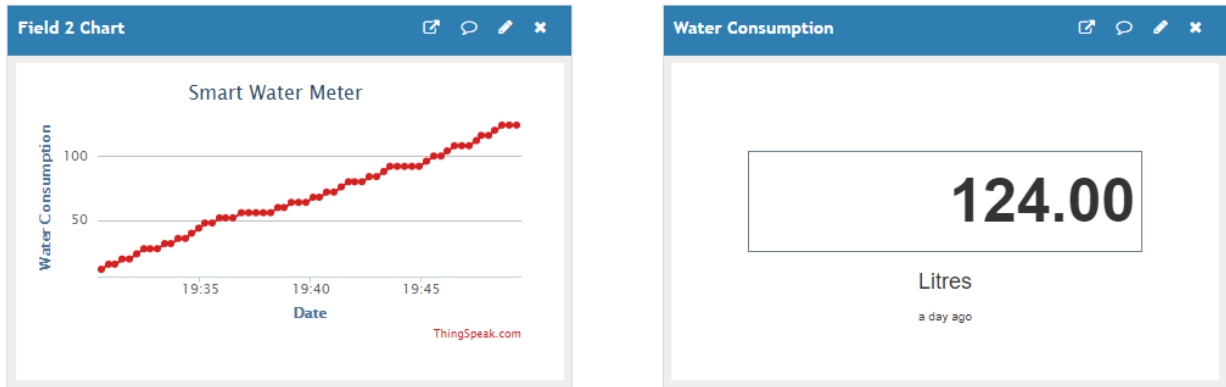 Field 2 Chart
Smart Water Meter
Water Consumption
100
50
19:35
19:40
19:45
Date
ThingSpeak.com
Water Consumption
124.00
Litres
a day ago